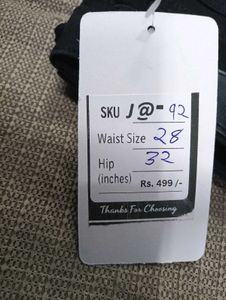 SKU J@-92
Waist Size 28
Hip 32
(inches) Rs. 499/-
Thanks For Choosing